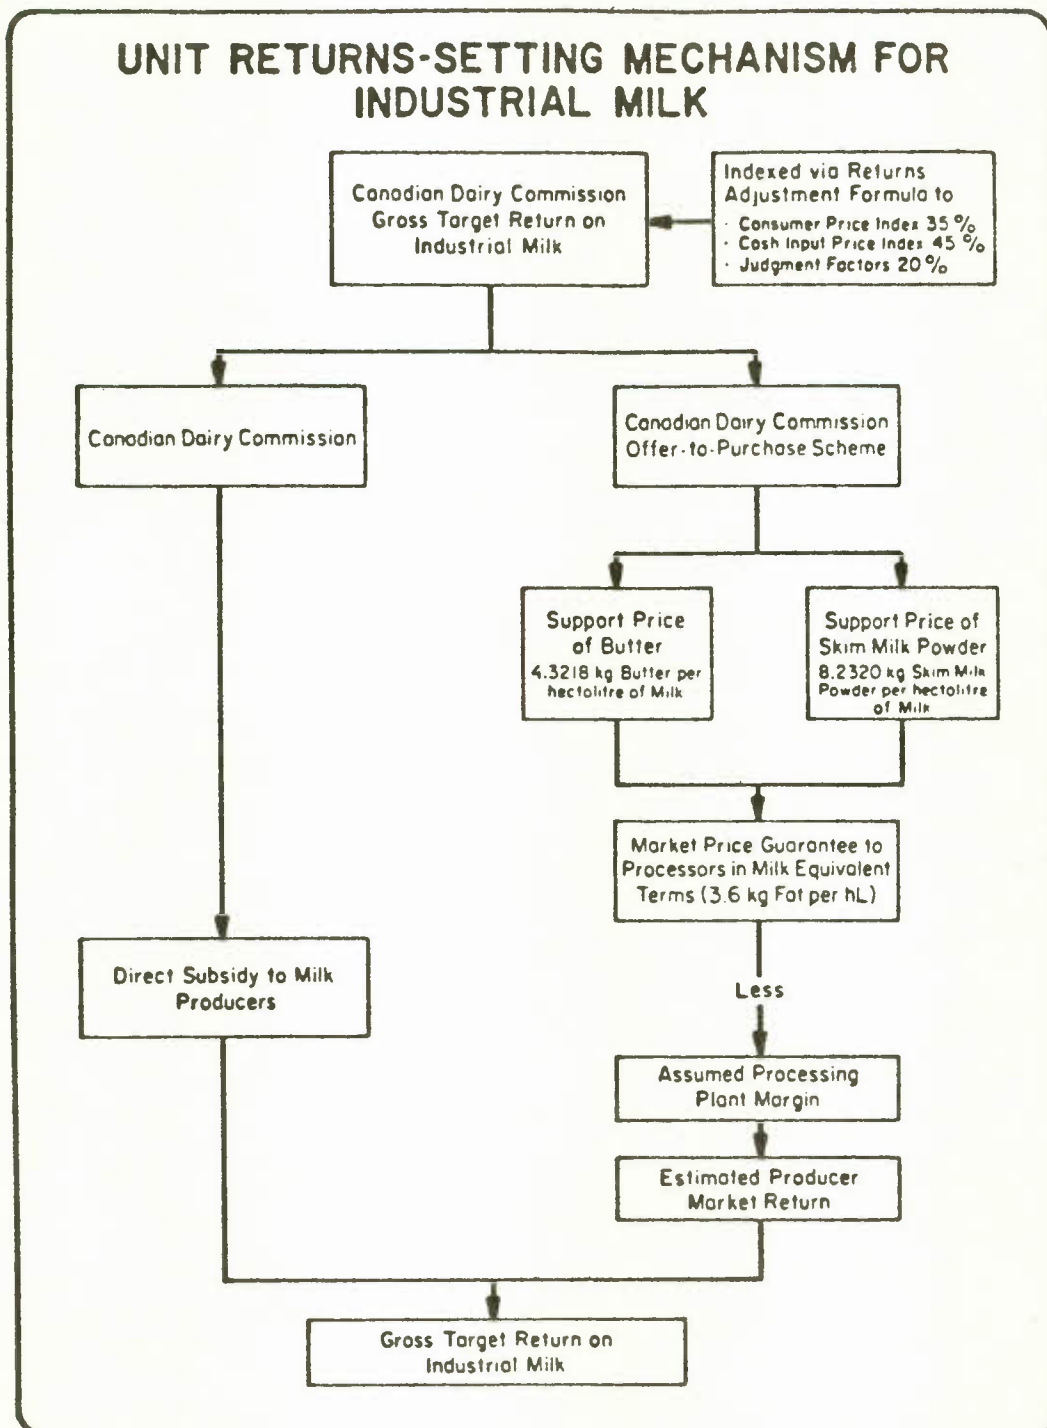 UNIT RETURNS-SETTING MECHANISM FOR
INDUSTRIAL MILK
Canadian Dairy Commission
Gross Target Return on
Industrial Milk
Indexed via Returns
Adjustment Formula to
· Consumer Price Index 35%
· Cash Input Price Index 45%
· Judgment Factors 20%
Canadian Dairy Commission
Canadian Dairy Commission
Offer-to-Purchase Scheme
Support Price
of Butter
4.3218 kg Butter per
hectolitre of Milk
Support Price of
Skim Milk Powder
8.2320 kg Skim Milk
Powder per hectolitre
of Milk
Market Price Guarantee to
Processors in Milk Equivalent
Terms (3.6 kg Fat per hL)
Direct Subsidy to Milk
Producers
Less
Assumed Processing
Plant Margin
Estimated Producer
Market Return
Gross Target Return on
Industrial Milk